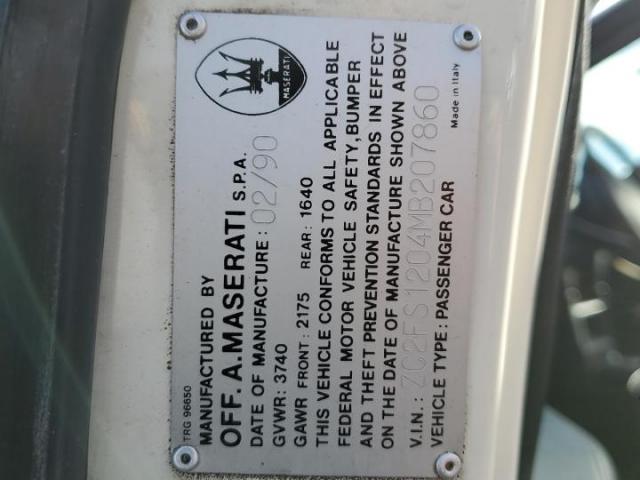 MASERATI
TRG 96650
MANUFACTURED BY
OFF. A. MASERATI S.P.A.
DATE OF MANUFACTURE : 02/90
GVWR: 3740
GAWR FRONT: 2175 REAR: 1640
THIS VEHICLE CONFORMS TO ALL APPLICABLE
FEDERAL MOTOR VEHICLE SAFETY,BUMPER
AND THEFT PREVENTION STANDARDS IN EFFECT
ON THE DATE OF MANUFACTURE SHOWN ABOVE
V.I.N.: ZC2FS1204MB207860
VEHICLE TYPE: PASSENGER CAR
Made in Italy